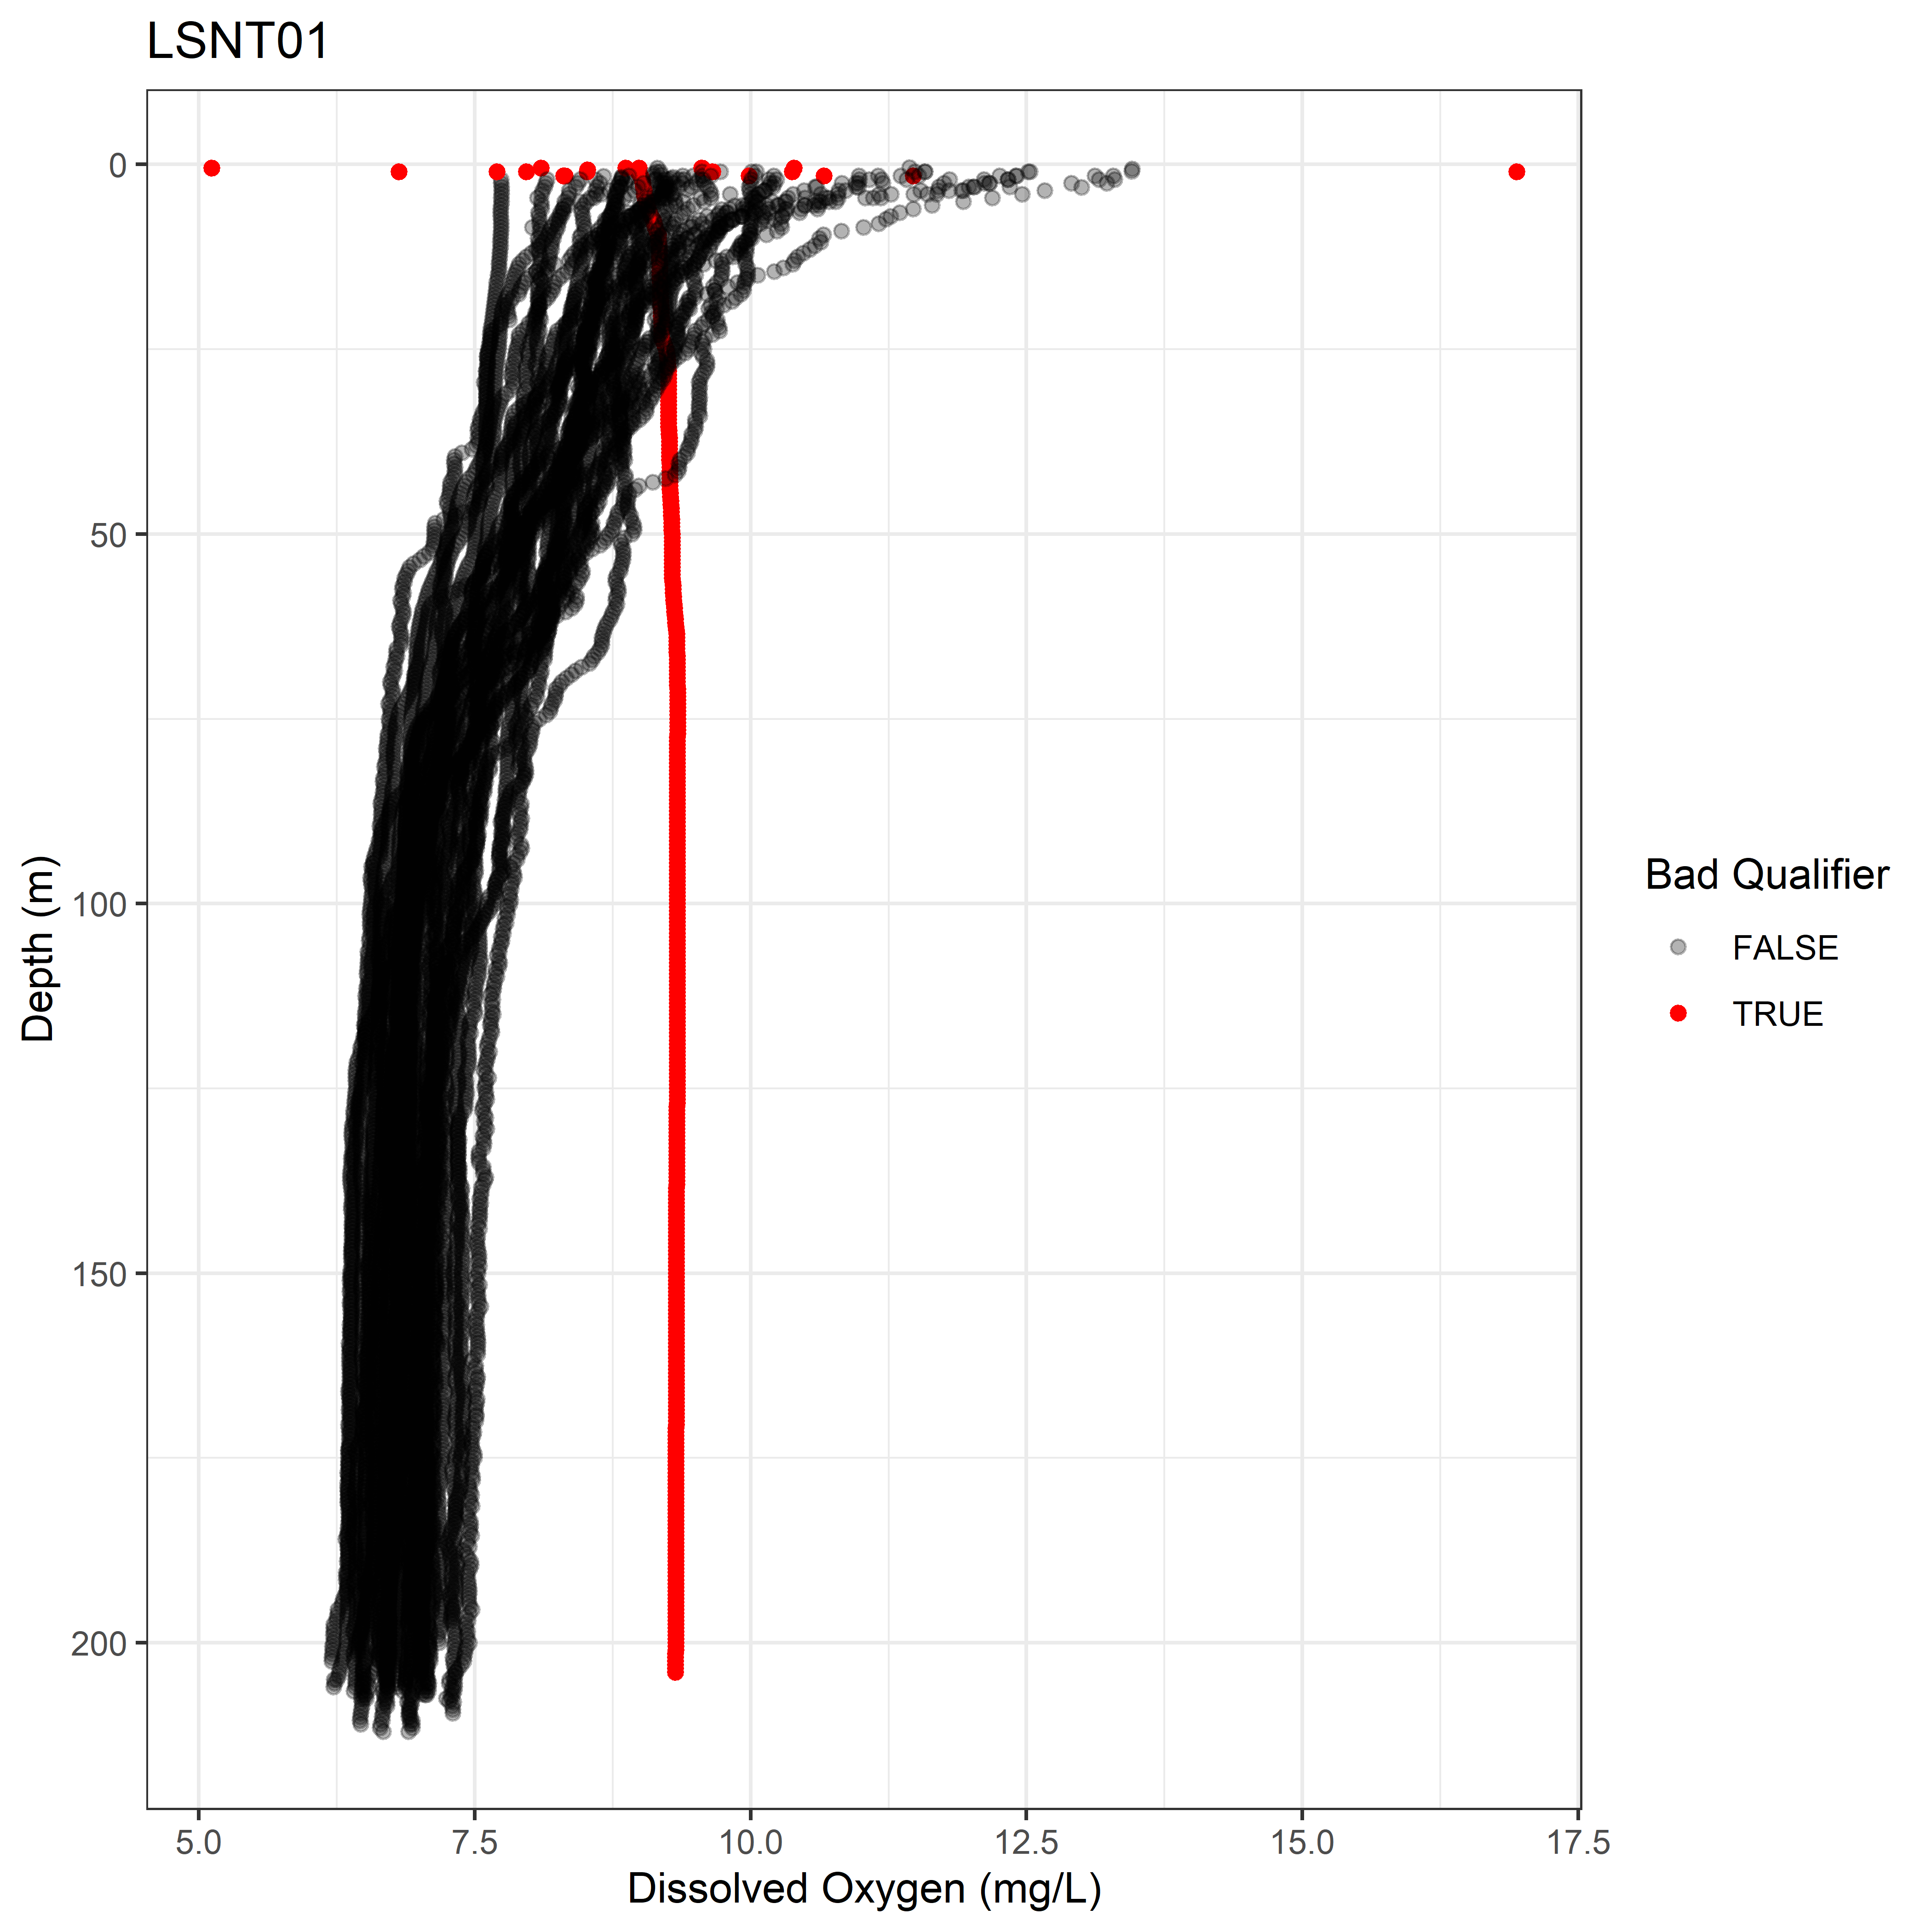 LSNT01
0
50
100
150
200
Depth (m)
5.0
7.5
10.0
12.5
15.0
17.5
Dissolved Oxygen (mg/L)
Bad Qualifier
FALSE
TRUE